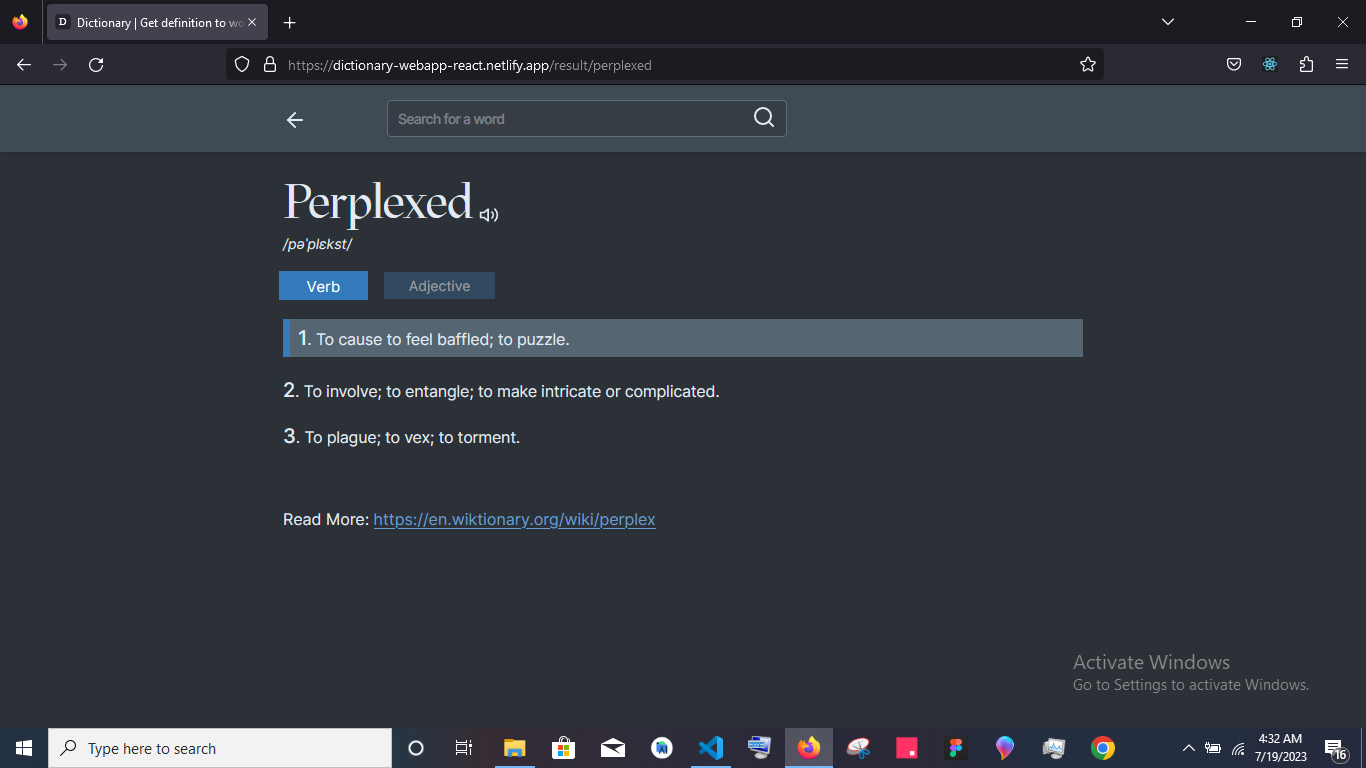 D Dictionary | Get definition to wo
https://dictionary-webapp-react.netlify.app/result/perplexed
Search for a word
Perplexed
/pəˈplɛkst/
Verb Adjective
1. To cause to feel baffled; to puzzle.
2. To involve; to entangle; to make intricate or complicated.
3. To plague; to vex; to torment.
Read More: https://en.wiktionary.org/wiki/perplex
Activate Windows
Go to Settings to activate Windows.
Type here to search
4:32 AM
7/19/2023
16